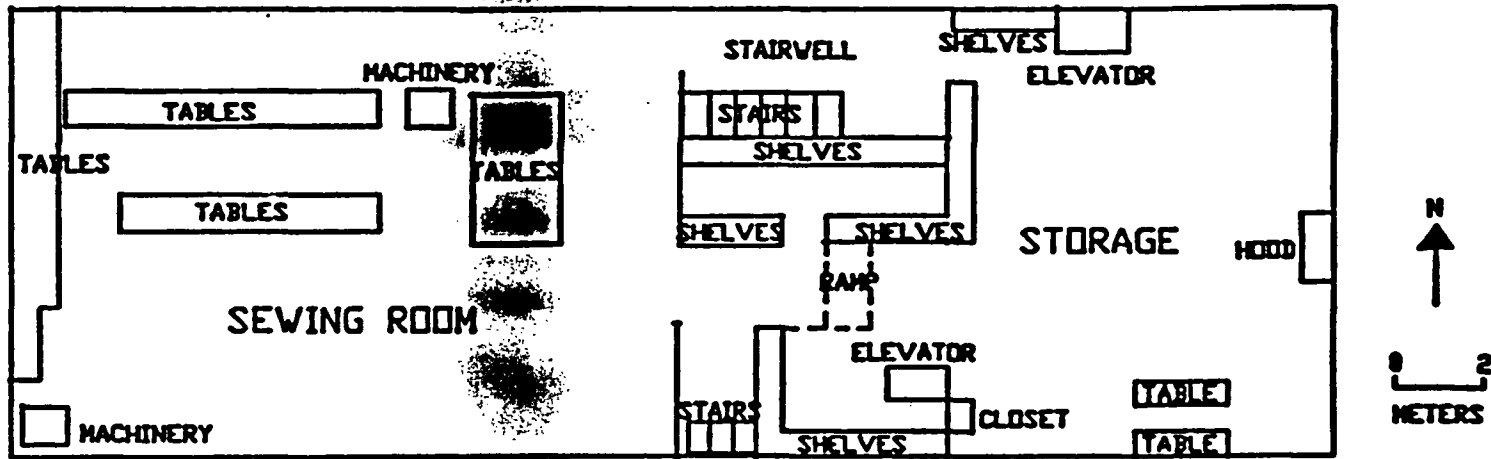 STAIRWELL
SHELVES
MACHINERY
ELEVATOR
TABLES
STAIRS
SHELVES
TABLES
TABLES
TABLES
N
SHELVES
SHELVES
STORAGE
HOOD
RAMP
SEWING ROOM
ELEVATOR
0 2
TABLE
METERS
STAIRS
CLOSET
MACHINERY
SHELVES
TABLE